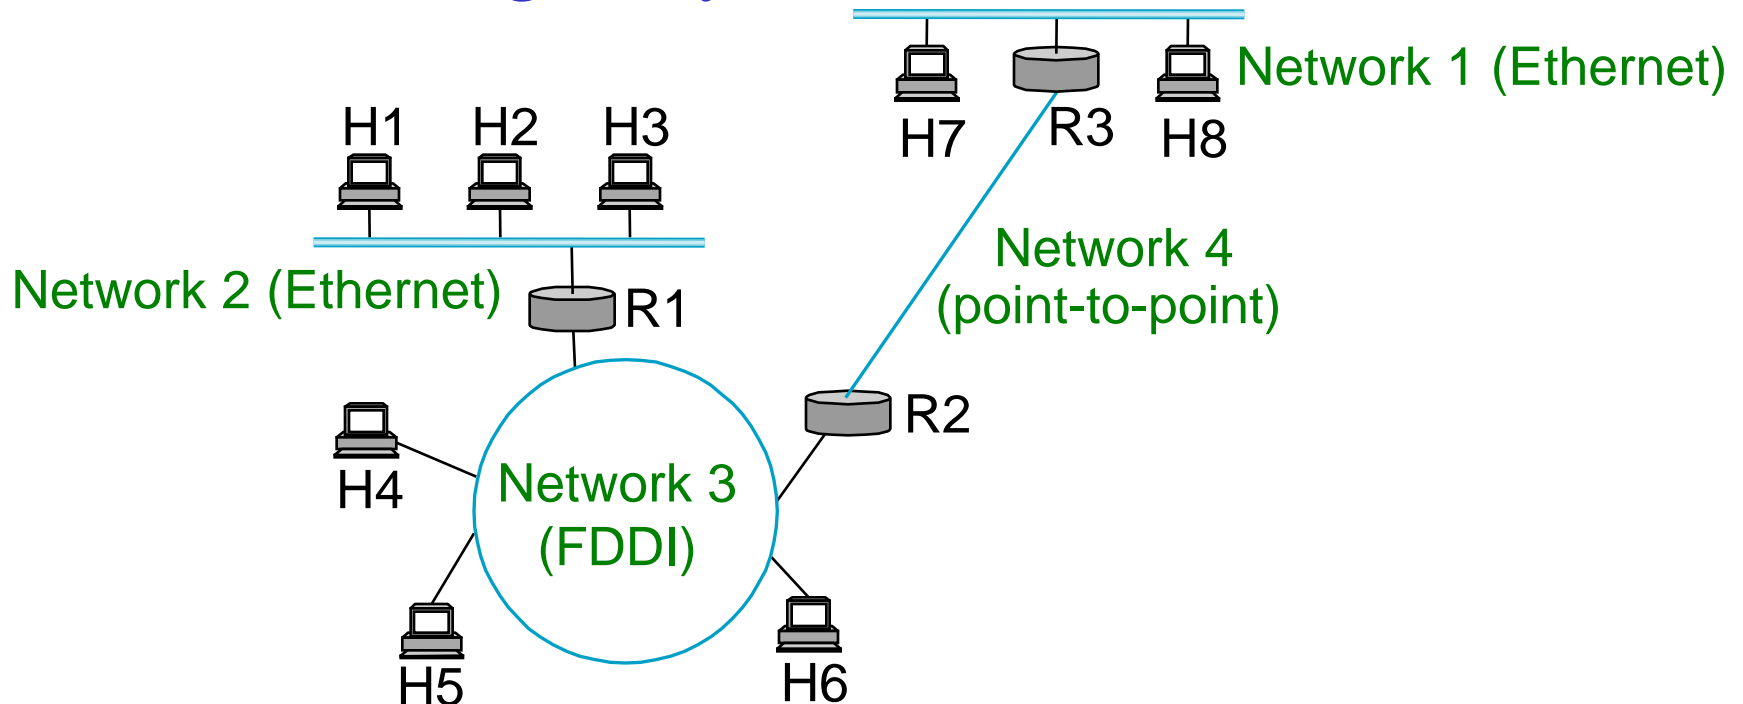 Network 1 (Ethernet)
H7
R3
H8
H1
H2
H3
Network 2 (Ethernet)
R1
Network 4
(point-to-point)
R2
H4
Network 3
(FDDI)
H5
H6